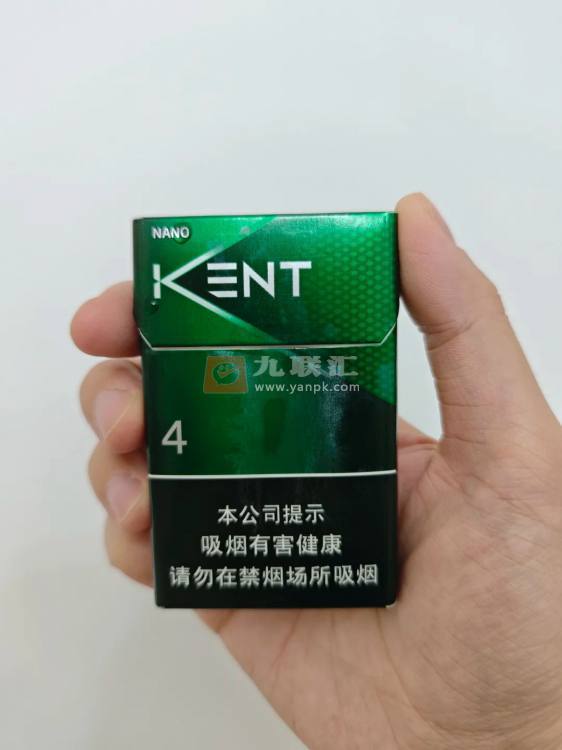 NANO
KENT
九联汇
www.yanpk.com
4
本公司提示
吸烟有害健康
请勿在禁烟场所吸烟